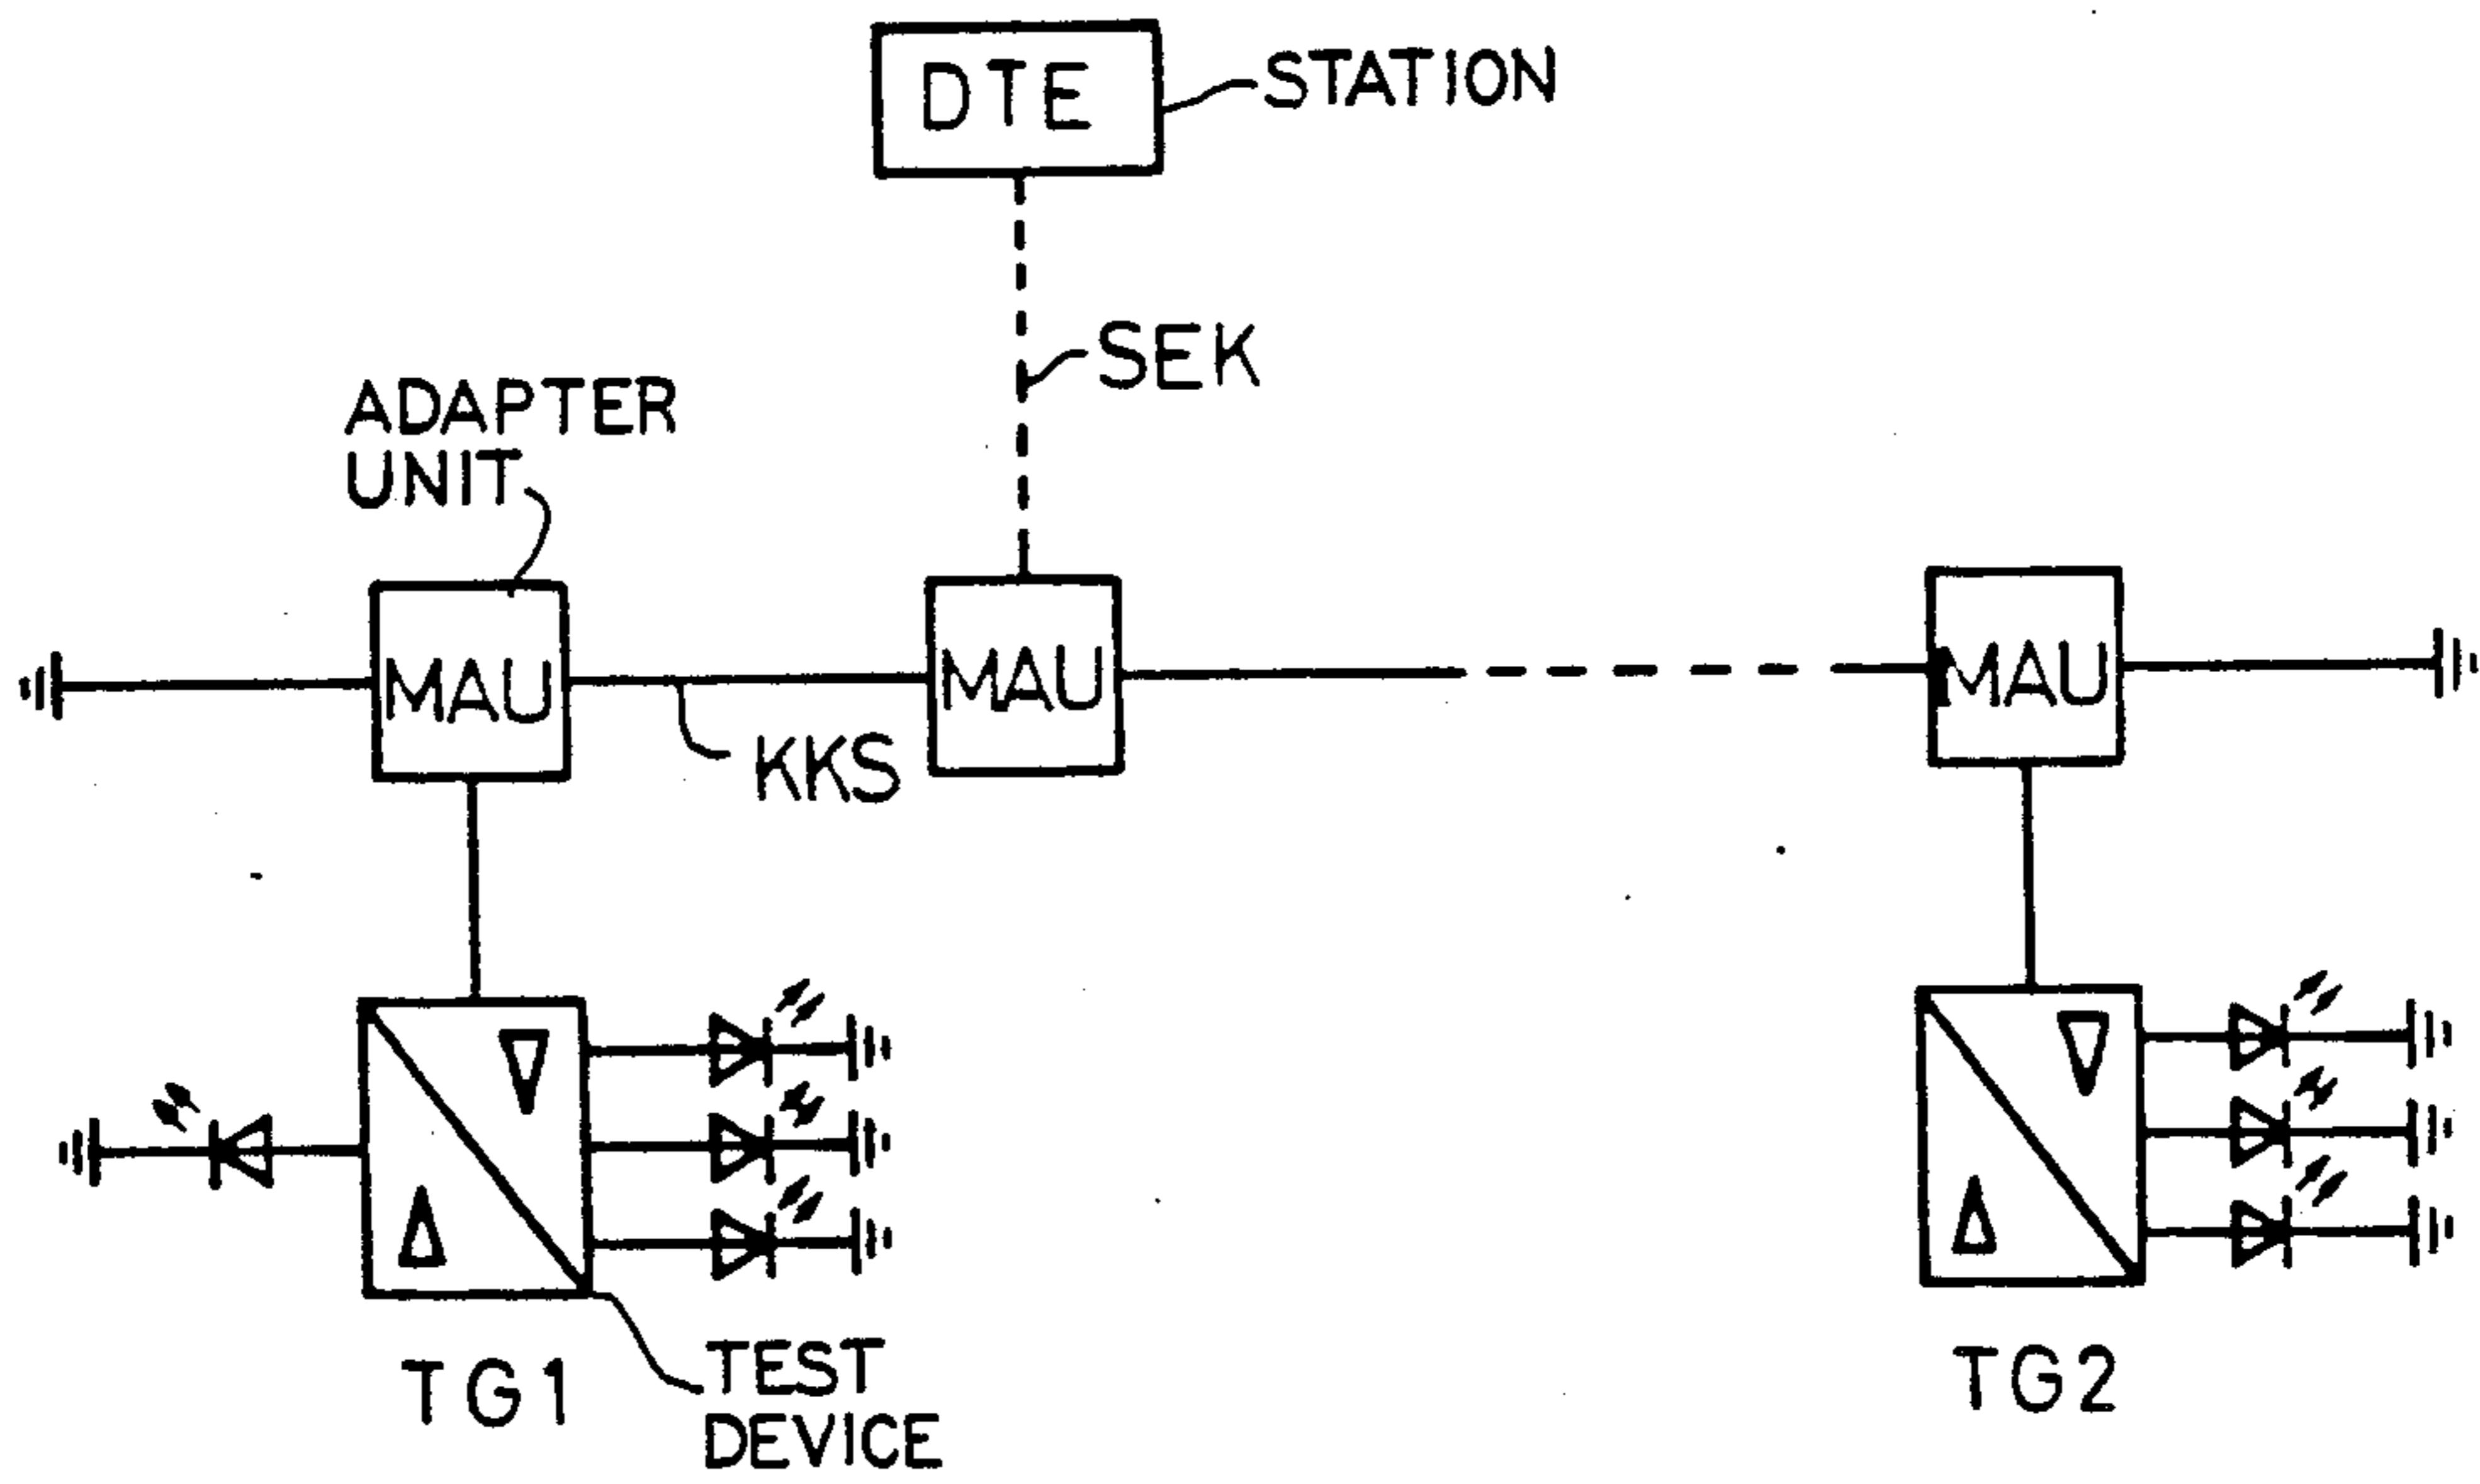 DTE
STATION
SEK
ADAPTER
UNIT
MAU
MAU
MAU
KKS
TG1
TEST
DEVICE
TG2